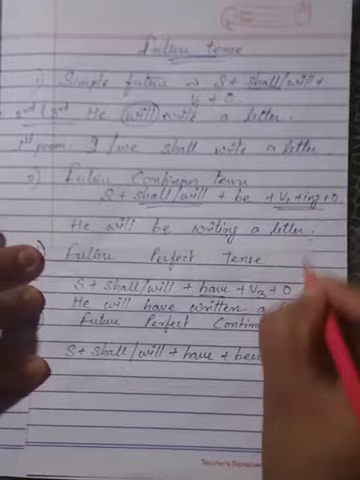 Future tense
1) Simple future → S+ shall/will+
V1 + O.
2nd/3rd He will write a letter.
1st person I/we shall write a letter.
2) Future Continuous tense
S+ shall/will + be + V1+ing+O.
He will be writing a letter.
) Future Perfect Tense
S+ shall/will + have + V3 + O
He will have written a
Future Perfect Contin
S+ shall/will + have + been
Teacher's Signature